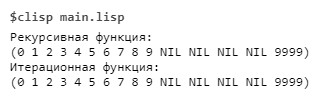 $clisp main.lisp
Рекурсивная функция:
(0 1 2 3 4 5 6 7 8 9 NIL NIL NIL NIL 9999)
Итерационная функция:
(0 1 2 3 4 5 6 7 8 9 NIL NIL NIL NIL 9999)